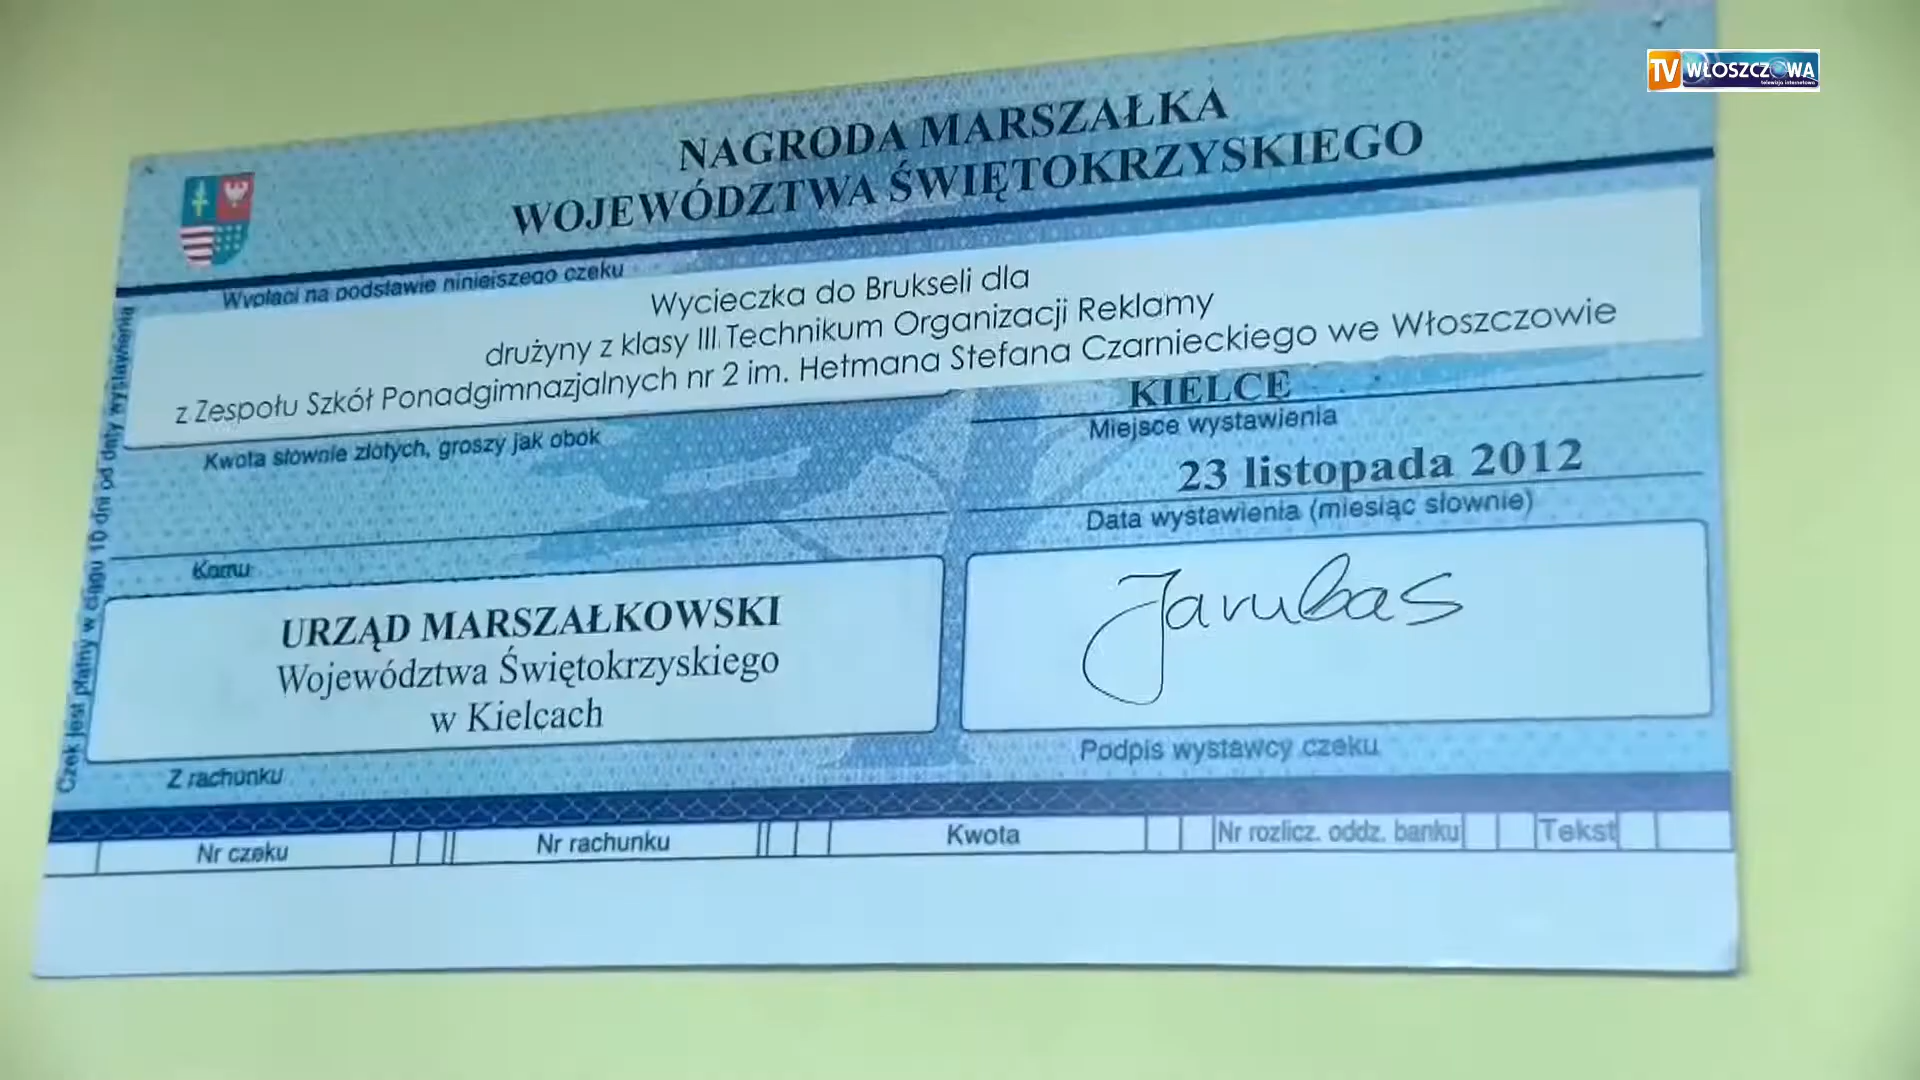 TV WŁOSZCZOWA
telewizja internetowa
NAGRODA MARSZAŁKA
WOJEWÓDZTWA ŚWIĘTOKRZYSKIEGO
Wypłaci na podstawie niniejszego czeku
Wycieczka do Brukseli dla
drużyny z klasy III Technikum Organizacji Reklamy
z Zespołu Szkół Ponadgimnazjalnych nr 2 im. Hetmana Stefana Czarnieckiego we Włoszczowie
Kwota słownie złotych, groszy jak obok
KIELCE
Miejsce wystawienia
23 listopada 2012
Data wystawienia (miesiąc słownie)
Komu
URZĄD MARSZAŁKOWSKI
Województwa Świętokrzyskiego
w Kielcach
Jarubas
Z rachunku
Podpis wystawcy czeku
Czek jest płatny w ciągu 10 dni od daty wystawienia
Nr czeku Nr rachunku Kwota Nr rozlicz. oddz. banku Tekst